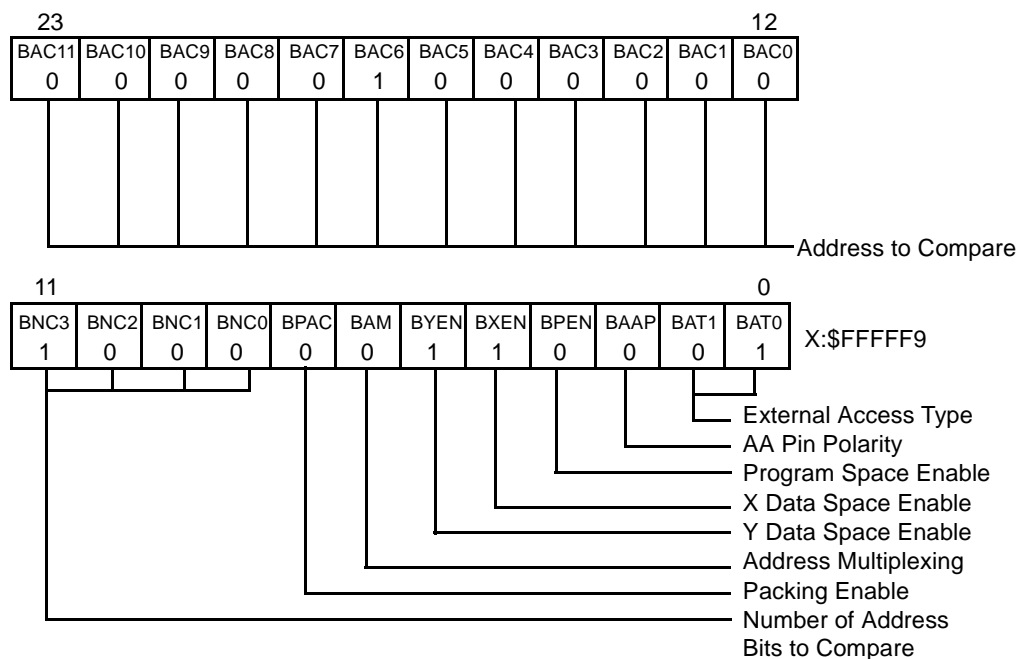 23 12
BAC11 BAC10 BAC9 BAC8 BAC7 BAC6 BAC5 BAC4 BAC3 BAC2 BAC1 BAC0
0 0 0 0 0 1 0 0 0 0 0 0
Address to Compare
11 0
BNC3 BNC2 BNC1 BNC0 BPAC BAM BYEN BXEN BPEN BAAP BAT1 BAT0
1 0 0 0 0 0 1 1 0 0 0 1
X:$FFFFF9
External Access Type
AA Pin Polarity
Program Space Enable
X Data Space Enable
Y Data Space Enable
Address Multiplexing
Packing Enable
Number of Address
Bits to Compare